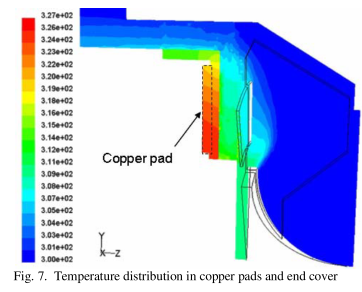 3.27e+02
3.26e+02
3.24e+02
3.23e+02
3.22e+02
3.20e+02
3.19e+02
3.18e+02
3.16e+02
3.15e+02
3.14e+02
3.12e+02
3.11e+02
3.09e+02
3.08e+02
3.07e+02
3.05e+02
3.04e+02
3.03e+02
3.01e+02
3.00e+02
Copper pad
Y
X
Z
Fig. 7. Temperature distribution in copper pads and end cover